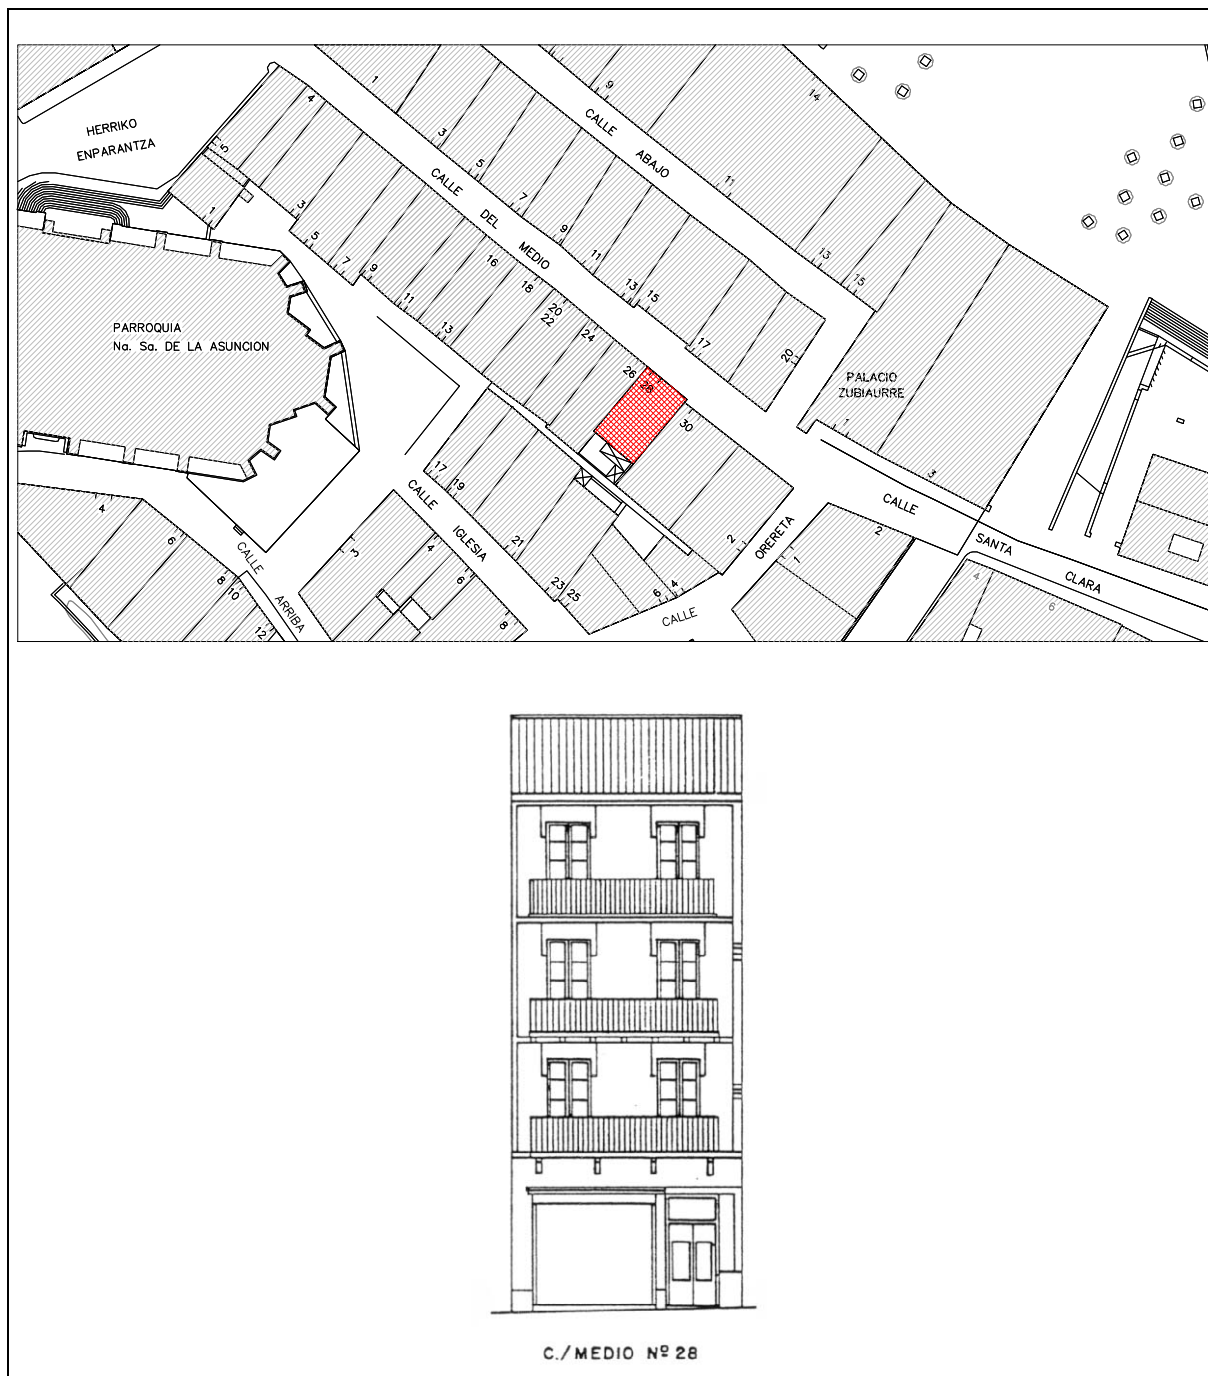 HERRIKO
ENPARANTZA
1
4
3
5
7
9
11
13
15
17
20
CALLE
DEL
MEDIO
9
CALLE
ABAJO
11
14
13
15
5
1
3
5
7
9
11
13
16
18
20
22
24
26
28
30
PARROQUIA
Na. Sa. DE LA ASUNCION
PALACIO
ZUBIAURRE
1
3
CALLE
SANTA
CLARA
17
19
21
23
25
CALLE
IGLESIA
3
4
6
8
6
4
2
CALLE
ORERETA
1
2
4
6
4
6
8
10
12
CALLE
ARRIBA
C./MEDIO Nº 28